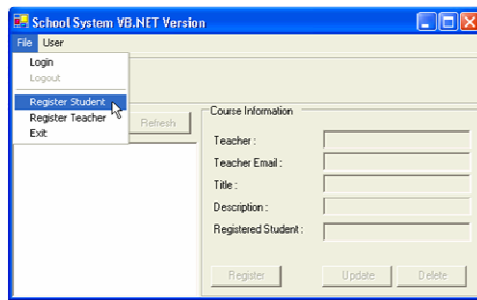 School System VB.NET Version
File User
Login
Logout
Register Student
Register Teacher
Exit
Refresh
Course Information
Teacher :
Teacher Email :
Title :
Description :
Registered Student :
Register Update Delete